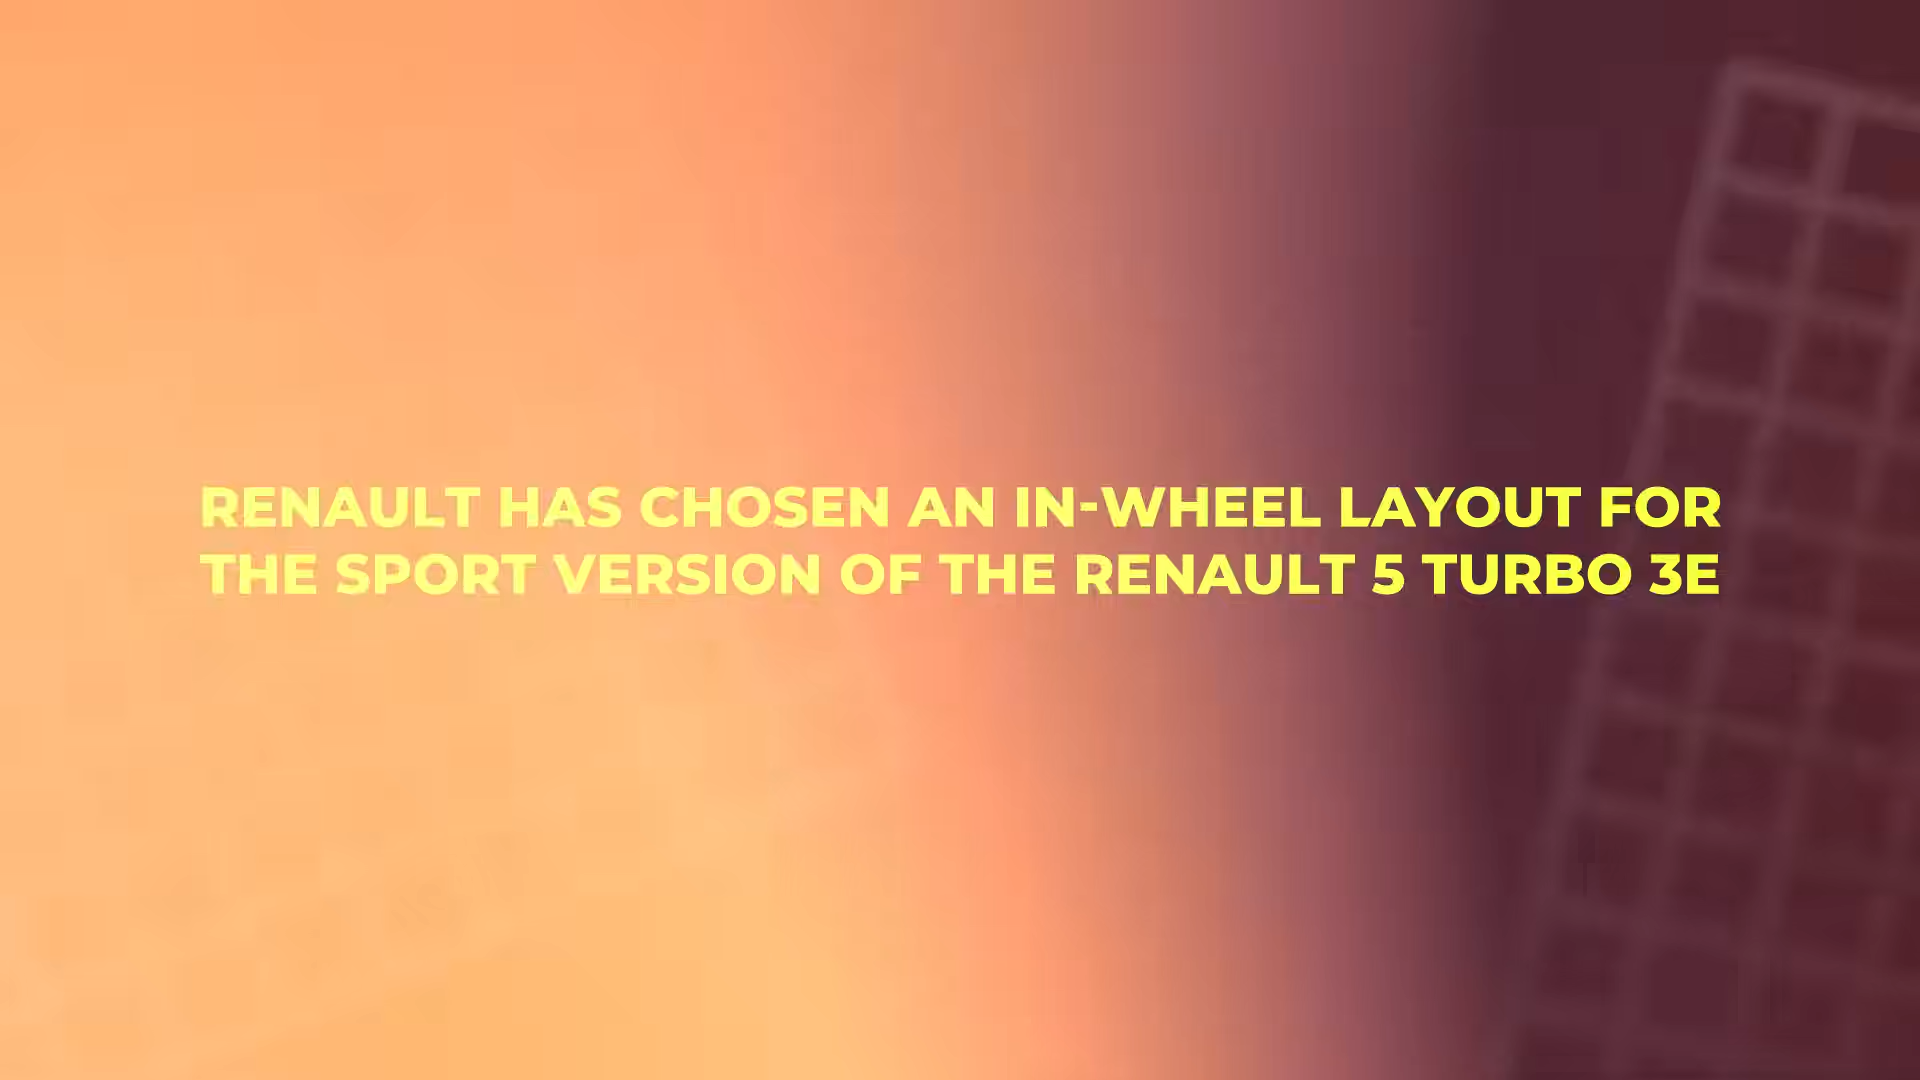 RENAULT HAS CHOSEN AN IN-WHEEL LAYOUT FOR
THE SPORT VERSION OF THE RENAULT 5 TURBO 3E